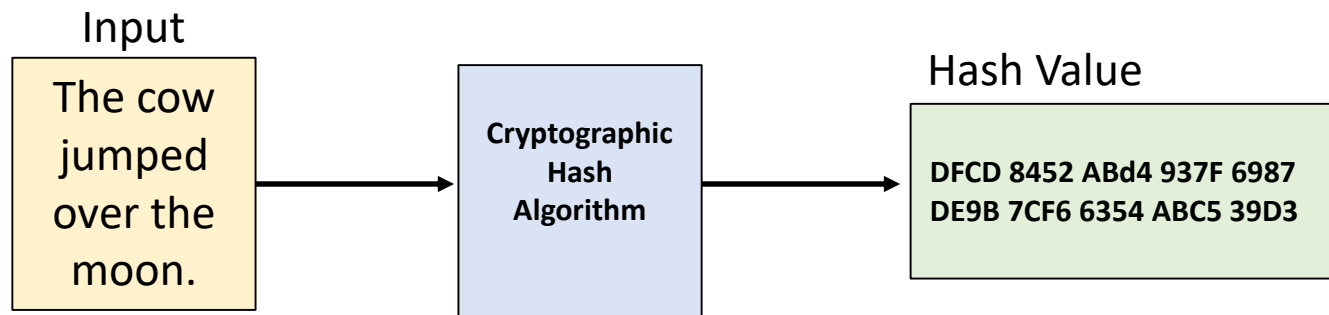 Input
The cow
jumped
over the
moon.
Cryptographic
Hash
Algorithm
Hash Value
DFCD 8452 ABd4 937F 6987
DE9B 7CF6 6354 ABC5 39D3